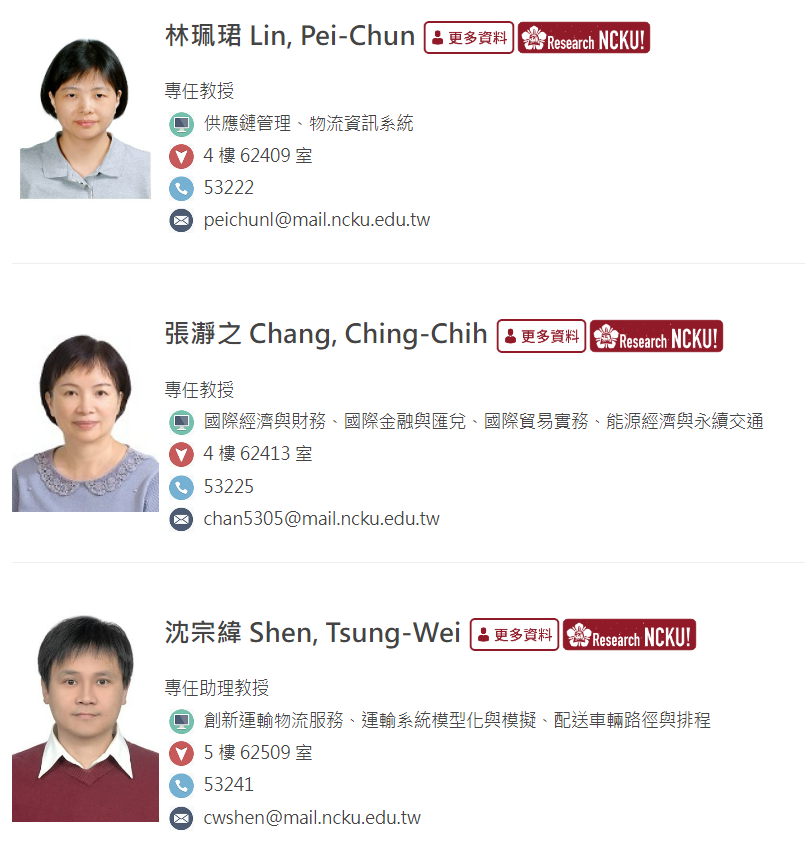 林珮珺 Lin, Pei-Chun 更多資料 Research NCKU!
專任教授
供應鏈管理、物流資訊系統
4 樓 62409 室
53222
peichunl@mail.ncku.edu.tw
張瀞之 Chang, Ching-Chih 更多資料 Research NCKU!
專任教授
國際經濟與財務、國際金融與匯兌、國際貿易實務、能源經濟與永續交通
4 樓 62413 室
53225
chan5305@mail.ncku.edu.tw
沈宗緯 Shen, Tsung-Wei 更多資料 Research NCKU!
專任助理教授
創新運輸物流服務、運輸系統模型化與模擬、配送車輛路徑與排程
5 樓 62509 室
53241
cwshen@mail.ncku.edu.tw